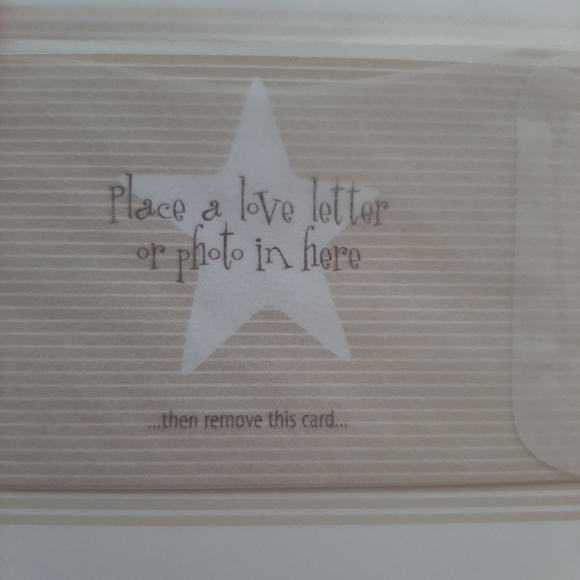 Place a love letter
or photo in here
...then remove this card...